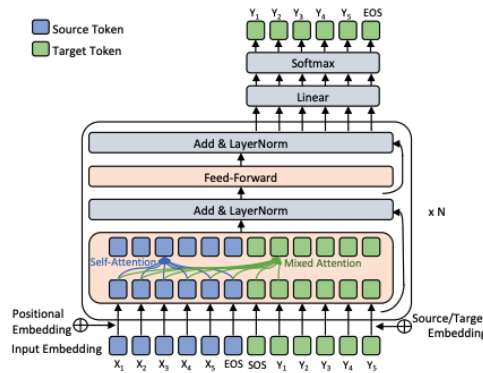 Y1 Y2 Y3 Y4 Y5 EOS
Source Token
Target Token
Softmax
Linear
Add & LayerNorm
Feed-Forward
Add & LayerNorm
x N
Self-Attention
Mixed Attention
Positional
Embedding
Source/Target
Embedding
Input Embedding
X1 X2 X3 X4 X5 EOS SOS Y1 Y2 Y3 Y4 Y5